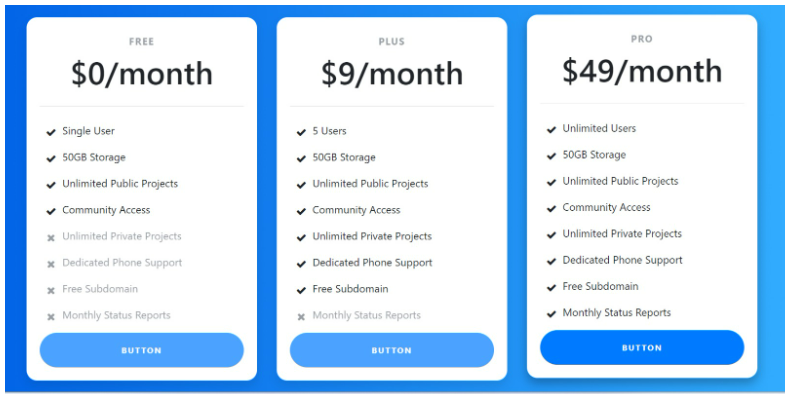 FREE
$0/month
Single User
50GB Storage
Unlimited Public Projects
Community Access
Unlimited Private Projects
Dedicated Phone Support
Free Subdomain
Monthly Status Reports
BUTTON
PLUS
$9/month
5 Users
50GB Storage
Unlimited Public Projects
Community Access
Unlimited Private Projects
Dedicated Phone Support
Free Subdomain
Monthly Status Reports
BUTTON
PRO
$49/month
Unlimited Users
50GB Storage
Unlimited Public Projects
Community Access
Unlimited Private Projects
Dedicated Phone Support
Free Subdomain
Monthly Status Reports
BUTTON